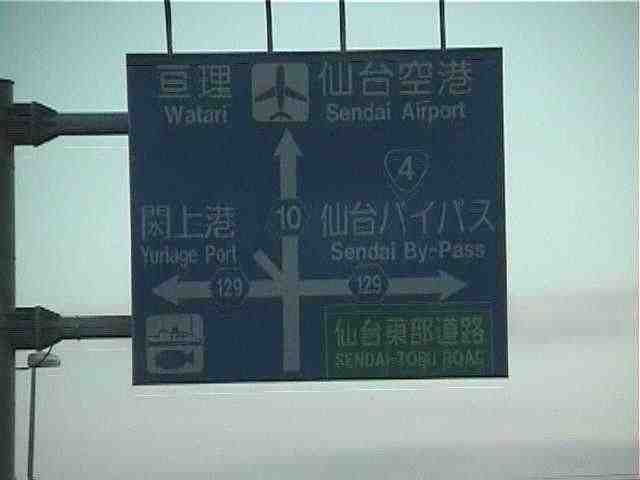 亘理 仙台空港
Watari Sendai Airport
4
閖上港 10 仙台バイパス
Yuriage Port Sendai By-Pass
129 129
仙台東部道路
SENDAI-TOBU ROAD